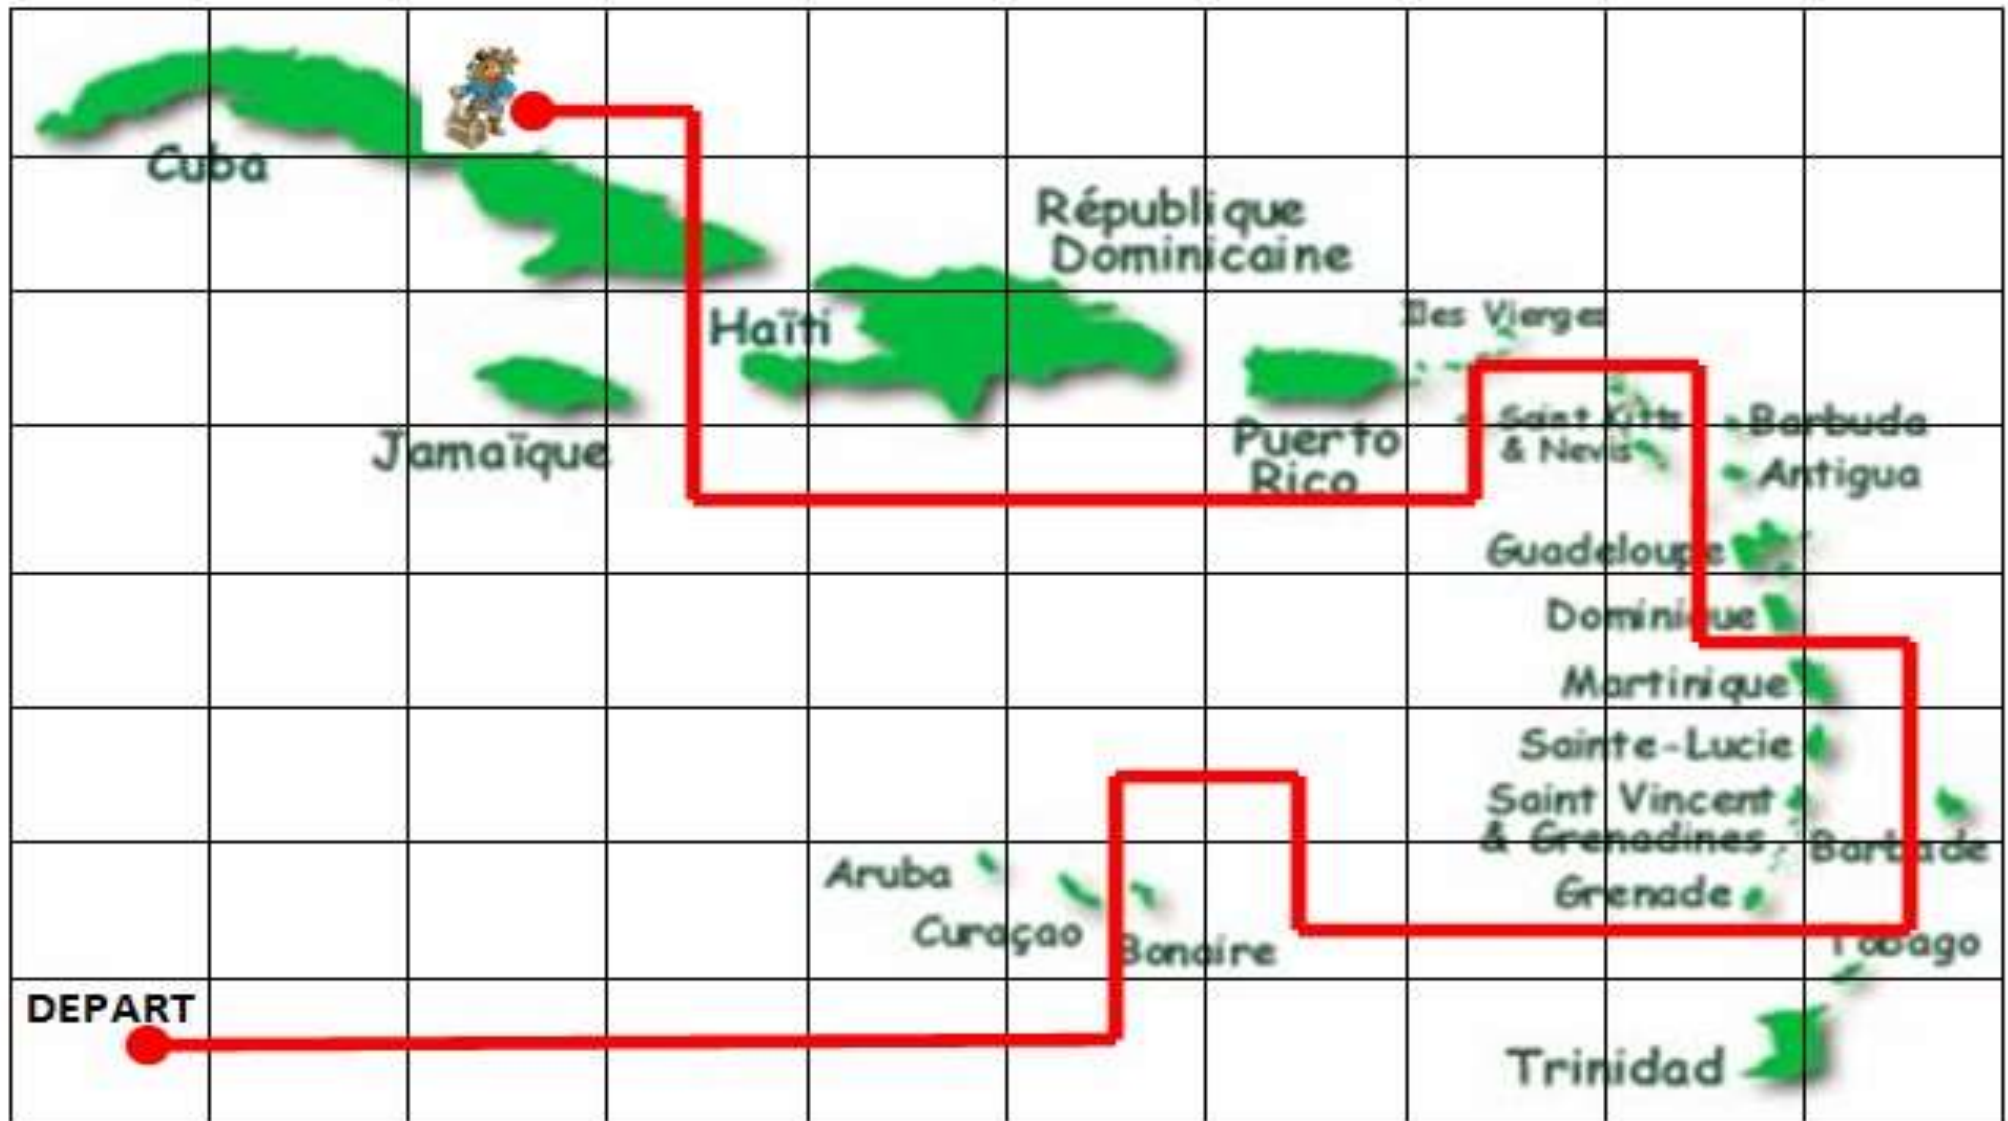 Cuba
République
Dominicaine
Haïti
Iles Vierges
Jamaïque
Puerto
Rico
Saint Kitts
& Nevis
Barbuda
Antigua
Guadeloupe
Dominique
Martinique
Sainte-Lucie
Saint Vincent
& Grenadines
Barbade
Aruba
Grenade
Curaçao
Bonaire
Tobago
DEPART
Trinidad